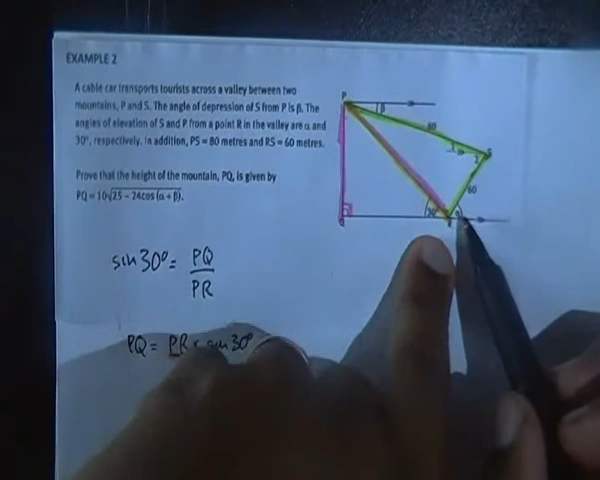 EXAMPLE 2
A cable car transports tourists across a valley between two
mountains, P and S. The angle of depression of S from P is β. The
angles of elevation of S and P from a point R in the valley are α and
30°, respectively. In addition, PS = 80 metres and RS = 60 metres.
Prove that the height of the mountain, PQ, is given by
PQ = 10√25 − 24cos(α + β).
P
β
80
S
60
30°
sin 30° = PQ
PR
PQ = PR × sin 30°